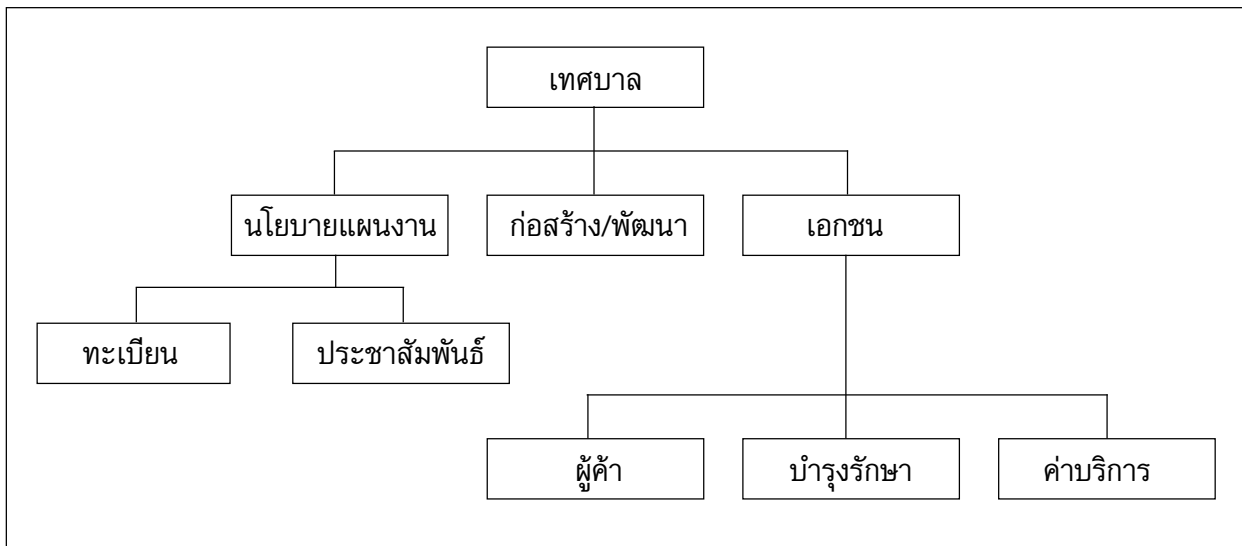 เทศบาล
นโยบายแผนงาน
ก่อสร้าง/พัฒนา
เอกชน
ทะเบียน
ประชาสัมพันธ์
ผู้ค้า
บำรุงรักษา
ค่าบริการ